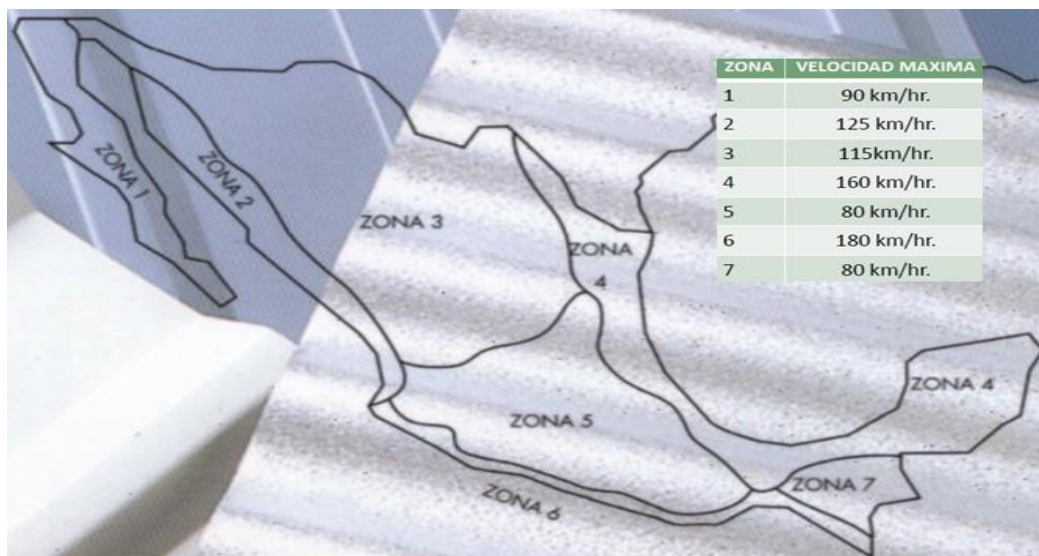 ZONA VELOCIDAD MAXIMA
1 90 km/hr.
2 125 km/hr.
3 115km/hr.
4 160 km/hr.
5 80 km/hr.
6 180 km/hr.
7 80 km/hr.
ZONA 1
ZONA 2
ZONA 3
ZONA
4
ZONA 4
ZONA 5
ZONA 7
ZONA 6